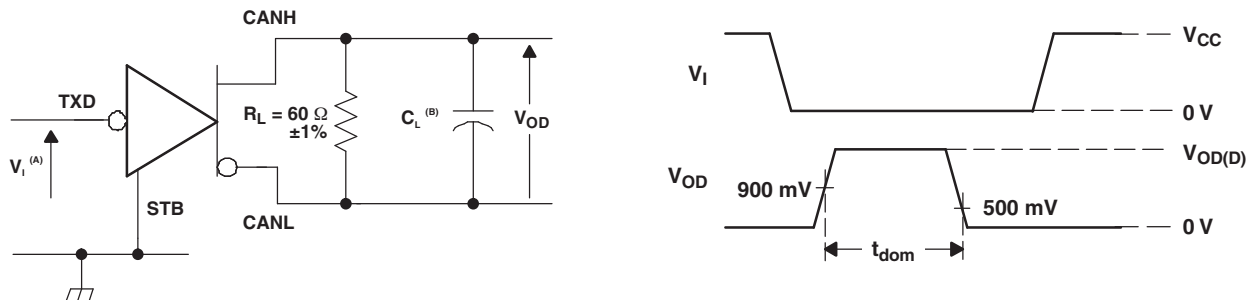 CANH
TXD
R_L = 60 Ω
±1%
C_L (B)
V_OD
V_I (A)
STB
CANL
V_I
V_CC
0 V
V_OD
900 mV
V_OD(D)
500 mV
0 V
t_dom